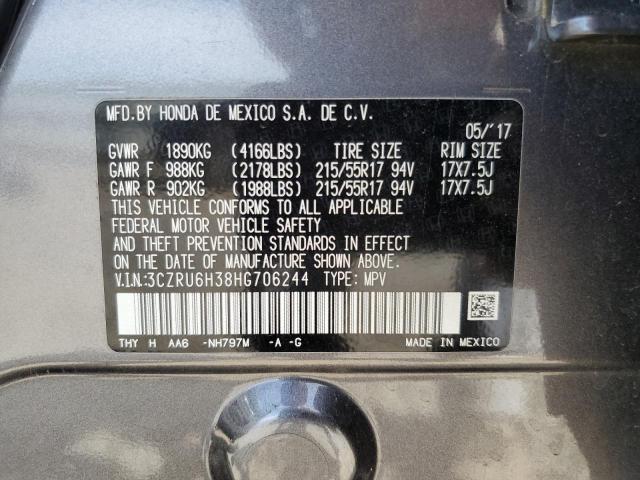 MFD.BY HONDA DE MEXICO S.A. DE C.V.
05/'17
GVWR 1890KG (4166LBS) TIRE SIZE RIM SIZE
GAWR F 988KG (2178LBS) 215/55R17 94V 17X7.5J
GAWR R 902KG (1988LBS) 215/55R17 94V 17X7.5J
THIS VEHICLE CONFORMS TO ALL APPLICABLE
FEDERAL MOTOR VEHICLE SAFETY
AND THEFT PREVENTION STANDARDS IN EFFECT
ON THE DATE OF MANUFACTURE SHOWN ABOVE.
V.I.N:3CZRU6H38HG706244 TYPE: MPV
THY H AA6 -NH797M -A -G MADE IN MEXICO